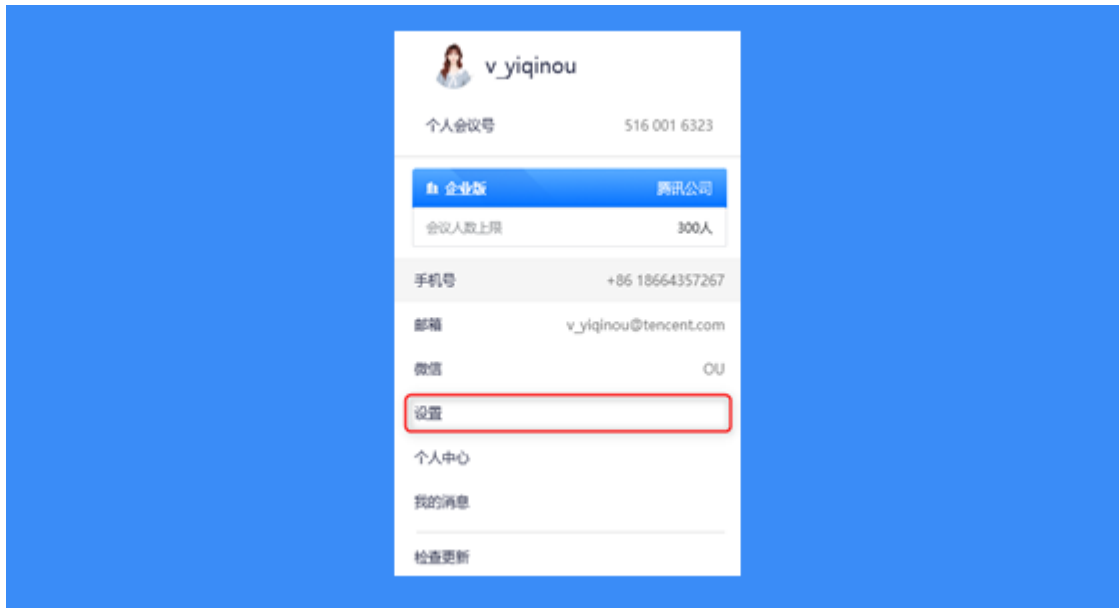 v_yiqinou
个人会议号 516 001 6323
企业版 腾讯公司
会议人数上限 300人
手机号 +86 18664357267
邮箱 v_yiqinou@tencent.com
微信 OU
设置
个人中心
我的消息
检查更新